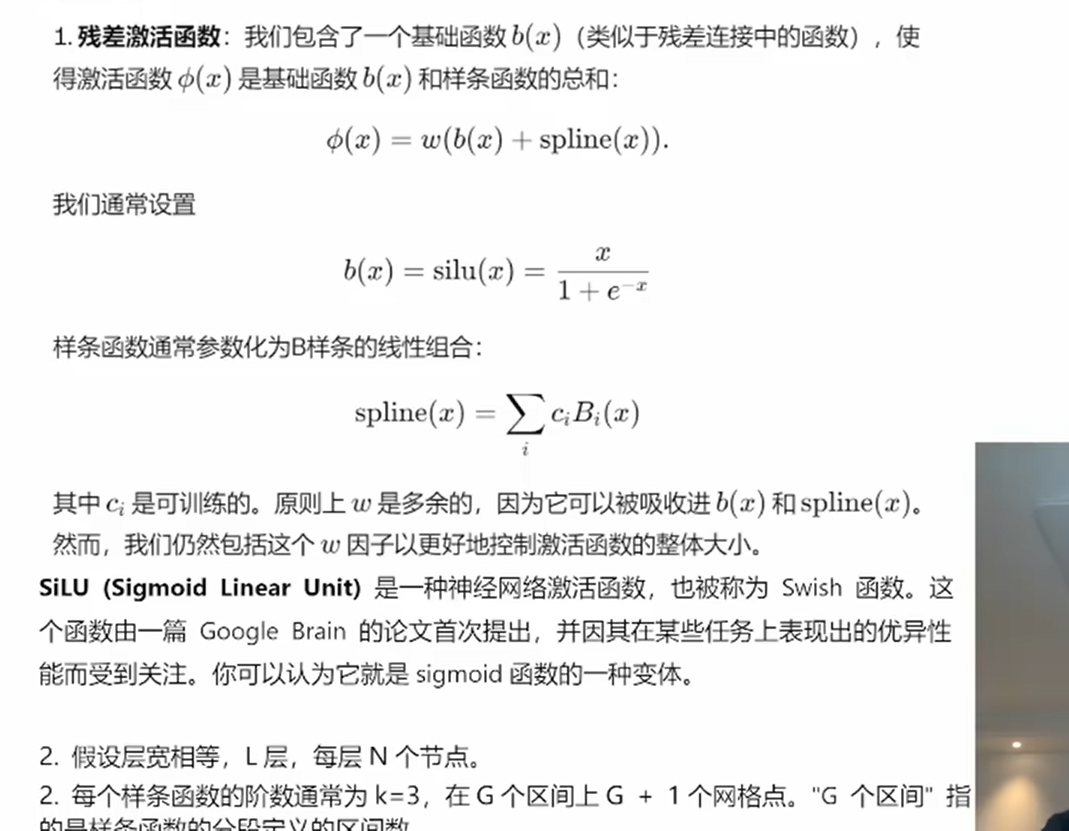 1. 残差激活函数：我们包含了一个基础函数 b(x)（类似于残差连接中的函数），使
得激活函数 ϕ(x) 是基础函数 b(x) 和样条函数的总和：
ϕ(x) = w(b(x) + spline(x)).
我们通常设置
b(x) = silu(x) = x / (1 + e^{-x})
样条函数通常参数化为B样条的线性组合：
spline(x) = ∑_i c_i B_i(x)
其中 c_i 是可训练的。原则上 w 是多余的，因为它可以被吸收进 b(x) 和 spline(x)。
然而，我们仍然包括这个 w 因子以更好地控制激活函数的整体大小。
SiLU (Sigmoid Linear Unit) 是一种神经网络激活函数，也被称为 Swish 函数。这
个函数由一篇 Google Brain 的论文首次提出，并因其在某些任务上表现出的优异性
能而受到关注。你可以认为它就是 sigmoid 函数的一种变体。
2. 假设层宽相等，L 层，每层 N 个节点。
2. 每个样条函数的阶数通常为 k=3，在 G 个区间上 G + 1 个网格点。"G 个区间" 指
的是样条函数的分段定义的区间数